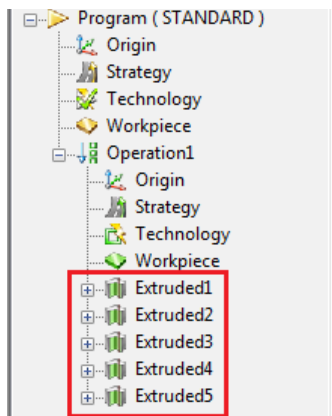 Program ( STANDARD )
Origin
Strategy
Technology
Workpiece
Operation1
Origin
Strategy
Technology
Workpiece
Extruded1
Extruded2
Extruded3
Extruded4
Extruded5